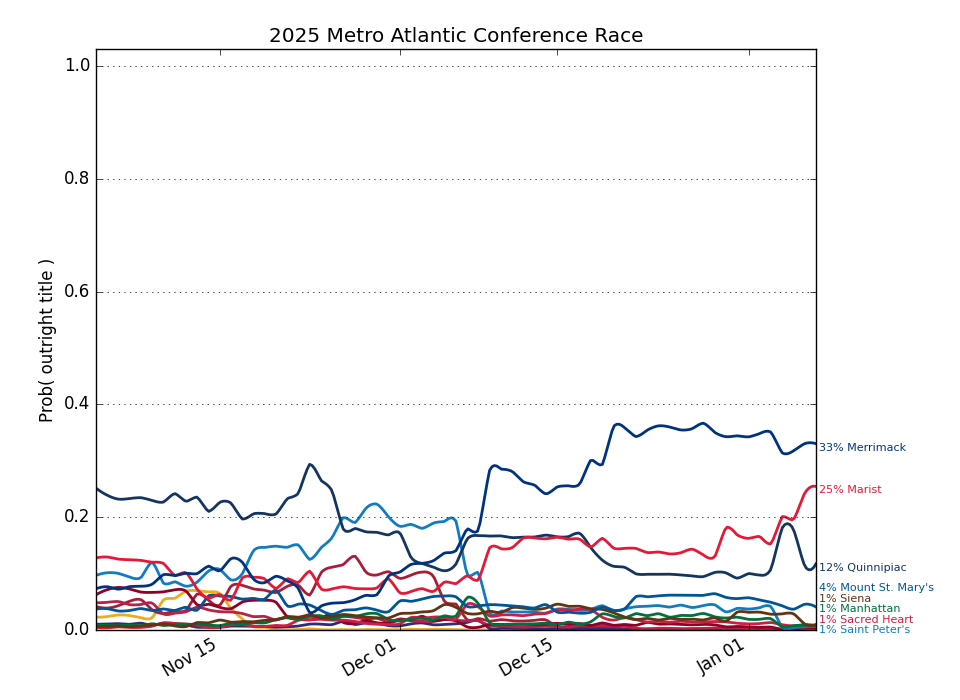 2025 Metro Atlantic Conference Race
Prob( outright title )
1.0
0.8
0.6
0.4
0.2
0.0
Nov 15
Dec 01
Dec 15
Jan 01
33% Merrimack
25% Marist
12% Quinnipiac
4% Mount St. Mary's
1% Siena
1% Manhattan
1% Sacred Heart
1% Saint Peter's